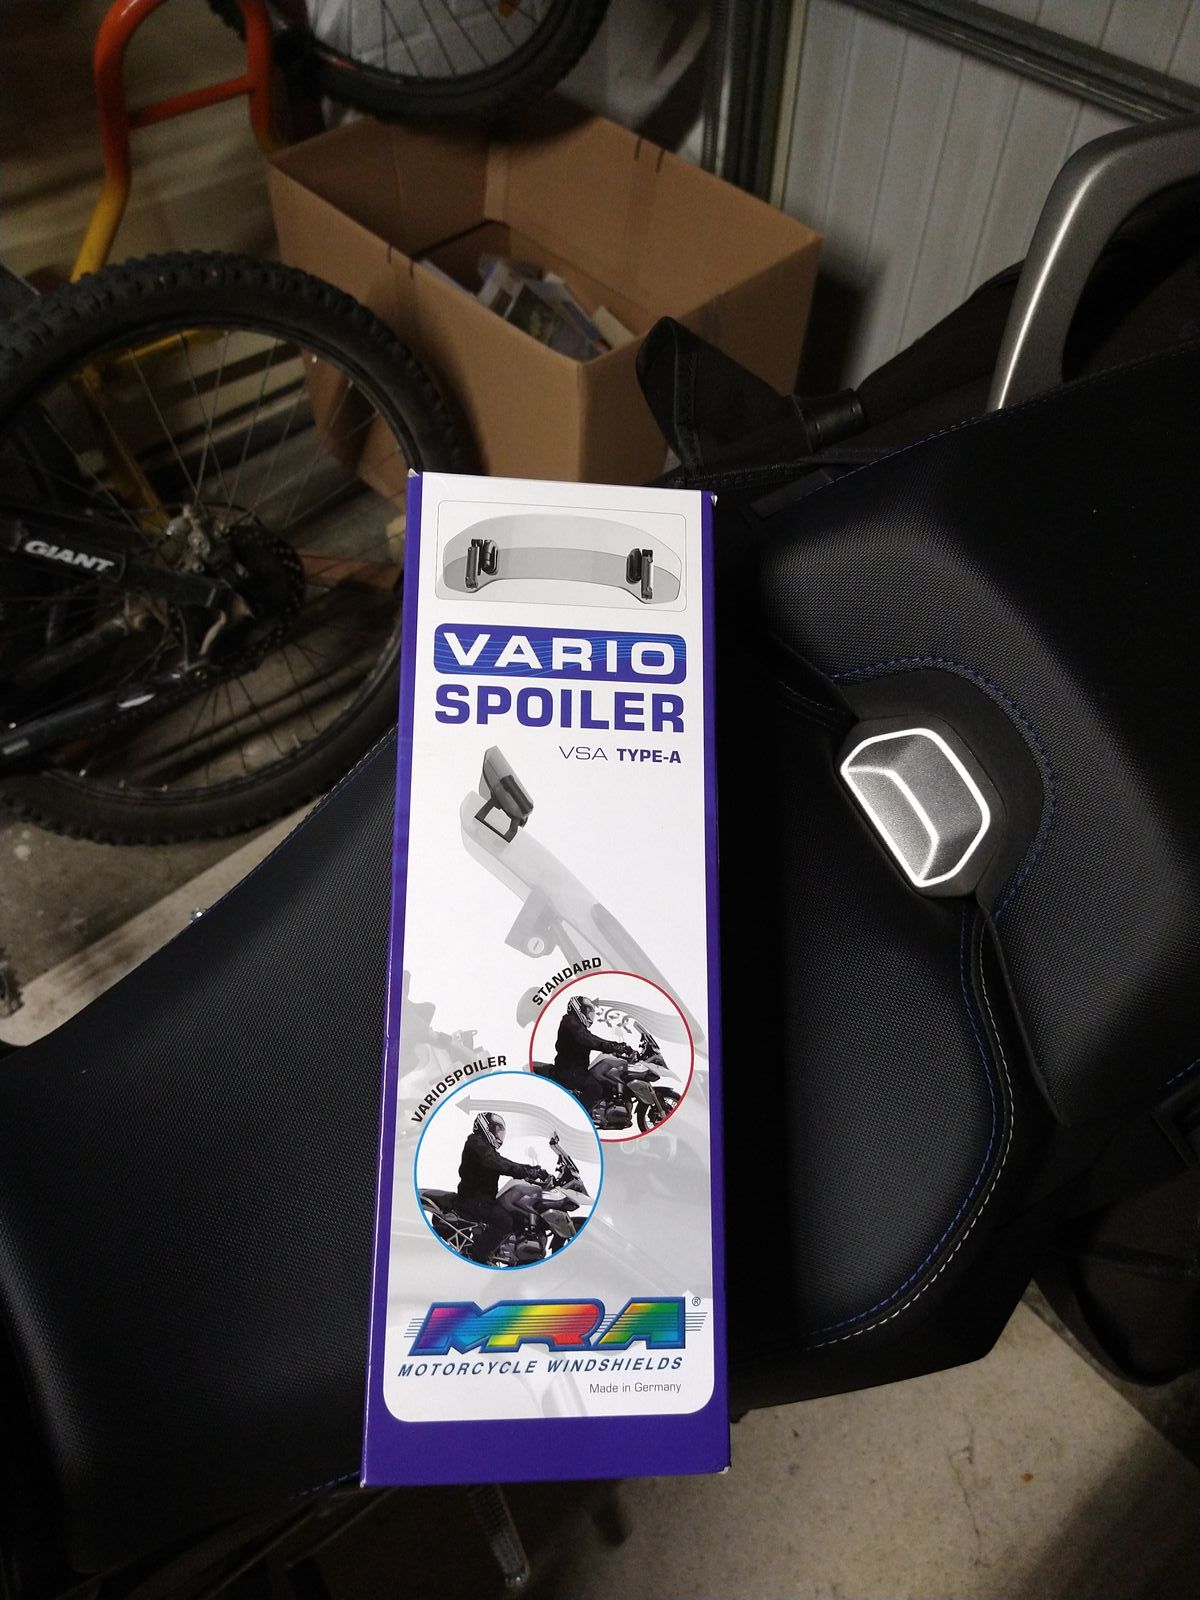 GIANT
VARIO
SPOILER
VSA TYPE-A
STANDARD
VARIOSPOILER
MRA®
MOTORCYCLE WINDSHIELDS
Made in Germany